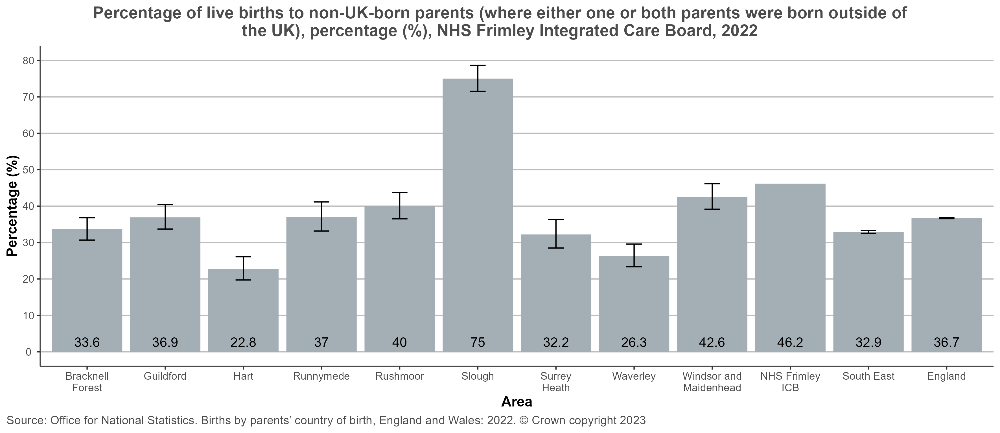 Percentage of live births to non-UK-born parents (where either one or both parents were born outside of
the UK), percentage (%), NHS Frimley Integrated Care Board, 2022
Percentage (%)
80
70
60
50
40
30
20
10
0
33.6
36.9
22.8
37
40
75
32.2
26.3
42.6
46.2
32.9
36.7
Bracknell
Forest
Guildford
Hart
Runnymede
Rushmoor
Slough
Surrey
Heath
Waverley
Windsor and
Maidenhead
NHS Frimley
ICB
South East
England
Area
Source: Office for National Statistics. Births by parents’ country of birth, England and Wales: 2022. © Crown copyright 2023